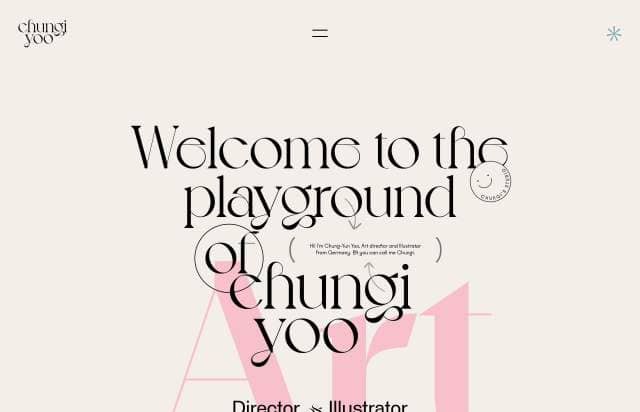 chungi
yoo
Welcome to the
playground
of
Hi! I'm Chung-Yun Yoo, Art director and Illustrator
from Germany. Bt you can call me Chungi.
chungi
yoo
Art
Director & Illustrator